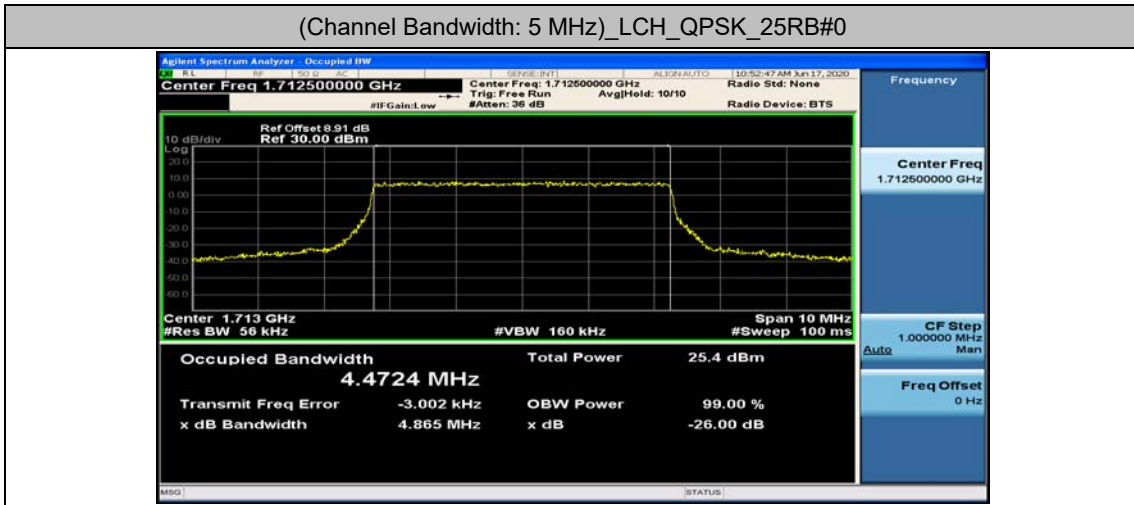 (Channel Bandwidth: 5 MHz)_LCH_QPSK_25RB#0
Agilent Spectrum Analyzer - Occupied BW
LXI RL RF 50 Ω AC SENSE:INT ALIGN AUTO 10:52:47 AM Jun 17, 2020
Center Freq 1.712500000 GHz Center Freq: 1.712500000 GHz Radio Std: None
Trig: Free Run Avg|Hold: 10/10
#IFGain:Low #Atten: 36 dB Radio Device: BTS
Frequency
Ref Offset 8.91 dB
10 dB/div Ref 30.00 dBm
Log
20.0
10.0
0.00
-10.0
-20.0
-30.0
-40.0
-50.0
-60.0
Center Freq
1.712500000 GHz
Center 1.713 GHz Span 10 MHz
#Res BW 56 kHz #VBW 160 kHz #Sweep 100 ms
CF Step
1.000000 MHz
Auto Man
Freq Offset
0 Hz
Occupied Bandwidth Total Power 25.4 dBm
4.4724 MHz
Transmit Freq Error -3.002 kHz OBW Power 99.00 %
x dB Bandwidth 4.865 MHz x dB -26.00 dB
MSG STATUS